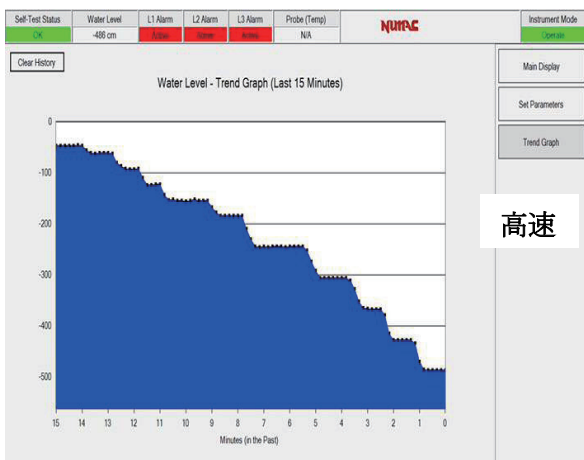 Self-Test Status
OK
Water Level
-486 cm
L1 Alarm
L2 Alarm
L3 Alarm
Probe (Temp)
N/A
NUMAC
Instrument Mode
Operate
Clear History
Main Display
Set Parameters
Trend Graph
Water Level - Trend Graph (Last 15 Minutes)
0
-100
-200
-300
-400
-500
15 14 13 12 11 10 9 8 7 6 5 4 3 2 1 0
Minutes (in the Past)
高速